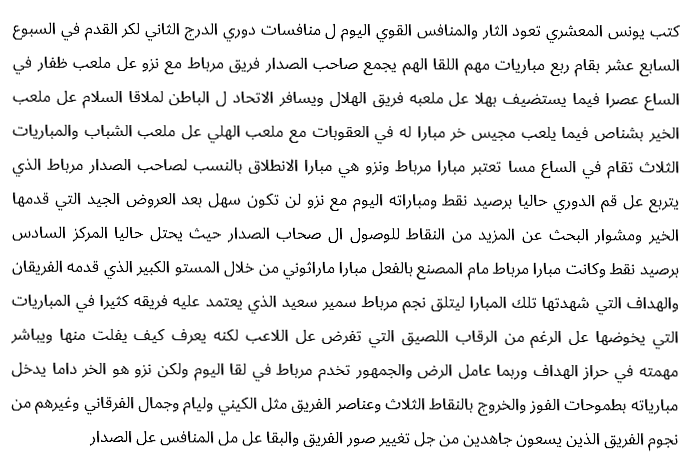 كتب يونس المعشري تعود الثار والمنافس القوي اليوم ل منافسات دوري الدرج الثاني لكر القدم في السبوع
السابع عشر بقام ربع مباريات مهم اللقا الهم يجمع صاحب الصدار فريق مرباط مع نزو عل ملعب ظفار في
الساع عصرا فيما يستضيف بهلا عل ملعبه فريق الهلال ويسافر الاتحاد ل الباطن لملاقا السلام عل ملعب
الخير بشناص فيما يلعب مجيس خر مبارا له في العقوبات مع ملعب الهلي عل ملعب الشباب والمباريات
الثلاث تقام في الساع مسا تعتبر مبارا مرباط ونزو هي مبارا الانطلاق بالنسب لصاحب الصدار مرباط الذي
يتربع عل قم الدوري حاليا برصيد نقط ومباراته اليوم مع نزو لن تكون سهل بعد العروض الجيد التي قدمها
الخير ومشوار البحث عن المزيد من النقاط للوصول ال صحاب الصدار حيث يحتل حاليا المركز السادس
برصيد نقط وكانت مبارا مرباط مام المصنع بالفعل مبارا ماراثوني من خلال المستو الكبير الذي قدمه الفريقان
والهداف التي شهدتها تلك المبارا ليتلق نجم مرباط سمير سعيد الذي يعتمد عليه فريقه كثيرا في المباريات
التي يخوضها عل الرغم من الرقاب اللصيق التي تفرض عل اللاعب لكنه يعرف كيف يفلت منها ويباشر
مهمته في حراز الهداف وربما عامل الرض والجمهور تخدم مرباط في لقا اليوم ولكن نزو هو الخر داما يدخل
مبارياته بطموحات الفوز والخروج بالنقاط الثلاث وعناصر الفريق مثل الكيني وليام وجمال الفرقاني وغيرهم من
نجوم الفريق الذين يسعون جاهدين من جل تغيير صور الفريق والبقا عل مل المنافس عل الصدار